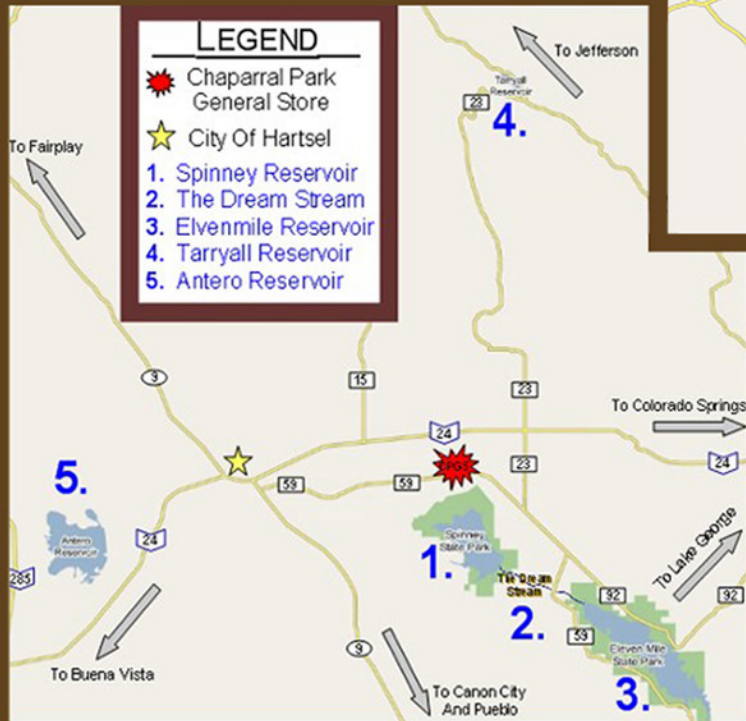 LEGEND
Chaparral Park
General Store
City Of Hartsel
1. Spinney Reservoir
2. The Dream Stream
3. Elvenmile Reservoir
4. Tarryall Reservoir
5. Antero Reservoir
To Jefferson
Tarryall
Reservoir
23
4.
To Fairplay
9
15
23
To Colorado Springs
24
24
23
CPGS
59
59
5.
Antero
Reservoir
24
285
Spinney
State Park
1.
The Dream
Stream
2.
To Lake George
92
92
59
Eleven Mile
State Park
3.
9
To Buena Vista
To Canon City
And Pueblo